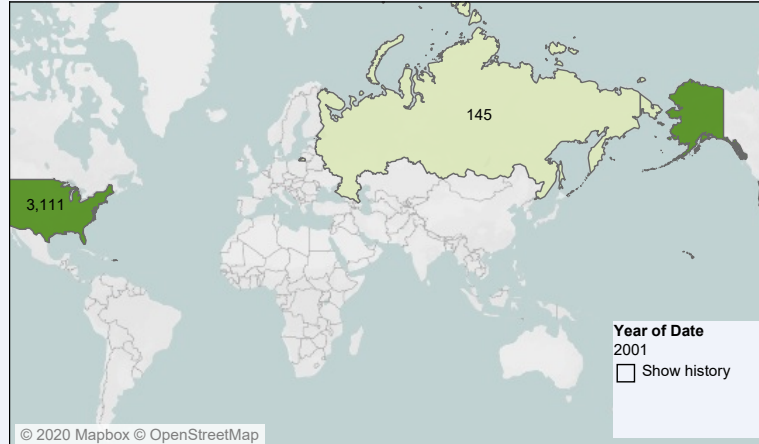 145
3,111
Year of Date
2001
Show history
© 2020 Mapbox © OpenStreetMap